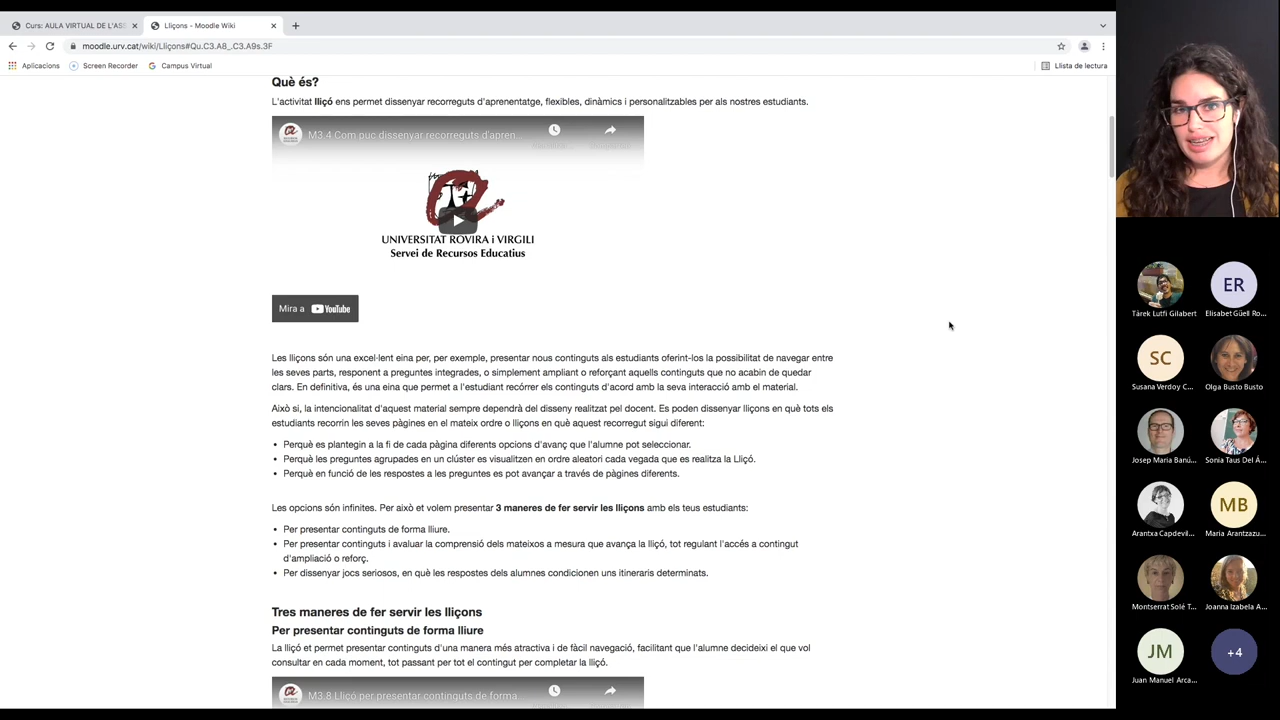 Curs: AULA VIRTUAL DE L'ASE
Lliçons - Moodle Wiki
moodle.urv.cat/wiki/Lliçons#Qu.C3.A8_.C3.A9s.3F
Aplicacions
Screen Recorder
Campus Virtual
Llista de lectura
Què és?
L'activitat lliçó ens permet dissenyar recorreguts d'aprenentatge, flexibles, dinàmics i personalitzables per als nostres estudiants.
M3.4 Com puc dissenyar recorreguts d'apren...
UNIVERSITAT ROVIRA i VIRGILI
Servei de Recursos Educatius
Mira a YouTube
Les lliçons són una excel·lent eina per, per exemple, presentar nous continguts als estudiants oferint-los la possibilitat de navegar entre
les seves parts, responent a preguntes integrades, o simplement ampliant o reforçant aquells continguts que no acabin de quedar
clars. En definitiva, és una eina que permet a l'estudiant recórrer els continguts d'acord amb la seva interacció amb el material.
Això si, la intencionalitat d'aquest material sempre dependrà del disseny realitzat pel docent. Es poden dissenyar lliçons en què tots els
estudiants recorrin les seves pàgines en el mateix ordre o lliçons en què aquest recorregut sigui diferent:
• Perquè es plantegin a la fi de cada pàgina diferents opcions d'avanç que l'alumne pot seleccionar.
• Perquè les preguntes agrupades en un clúster es visualitzen en ordre aleatori cada vegada que es realitza la Lliçó.
• Perquè en funció de les respostes a les preguntes es pot avançar a través de pàgines diferents.
Les opcions són infinites. Per això et volem presentar 3 maneres de fer servir les lliçons amb els teus estudiants:
• Per presentar continguts de forma lliure.
• Per presentar continguts i avaluar la comprensió dels mateixos a mesura que avança la lliçó, tot regulant l'accés a contingut
d'ampliació o reforç.
• Per dissenyar jocs seriosos, en què les respostes dels alumnes condicionen uns itineraris determinats.
Tres maneres de fer servir les lliçons
Per presentar continguts de forma lliure
La lliçó et permet presentar continguts d'una manera més atractiva i de fàcil navegació, facilitant que l'alumne decideixi el que vol
consultar en cada moment, tot passant per tot el contingut per completar la lliçó.
M3.8 Lliçó per presentar continguts de forma
Tàrek Lutfi Gilabert
ER
Elisabet Güell Ro...
SC
Susana Verdoy C...
Olga Busto Busto
Josep Maria Banú...
Sonia Taus Del Á...
Arantxa Capdevil...
MB
Maria Arantzazu...
Montserrat Solé T...
Joanna Izabela A...
JM
Juan Manuel Arca...
+4